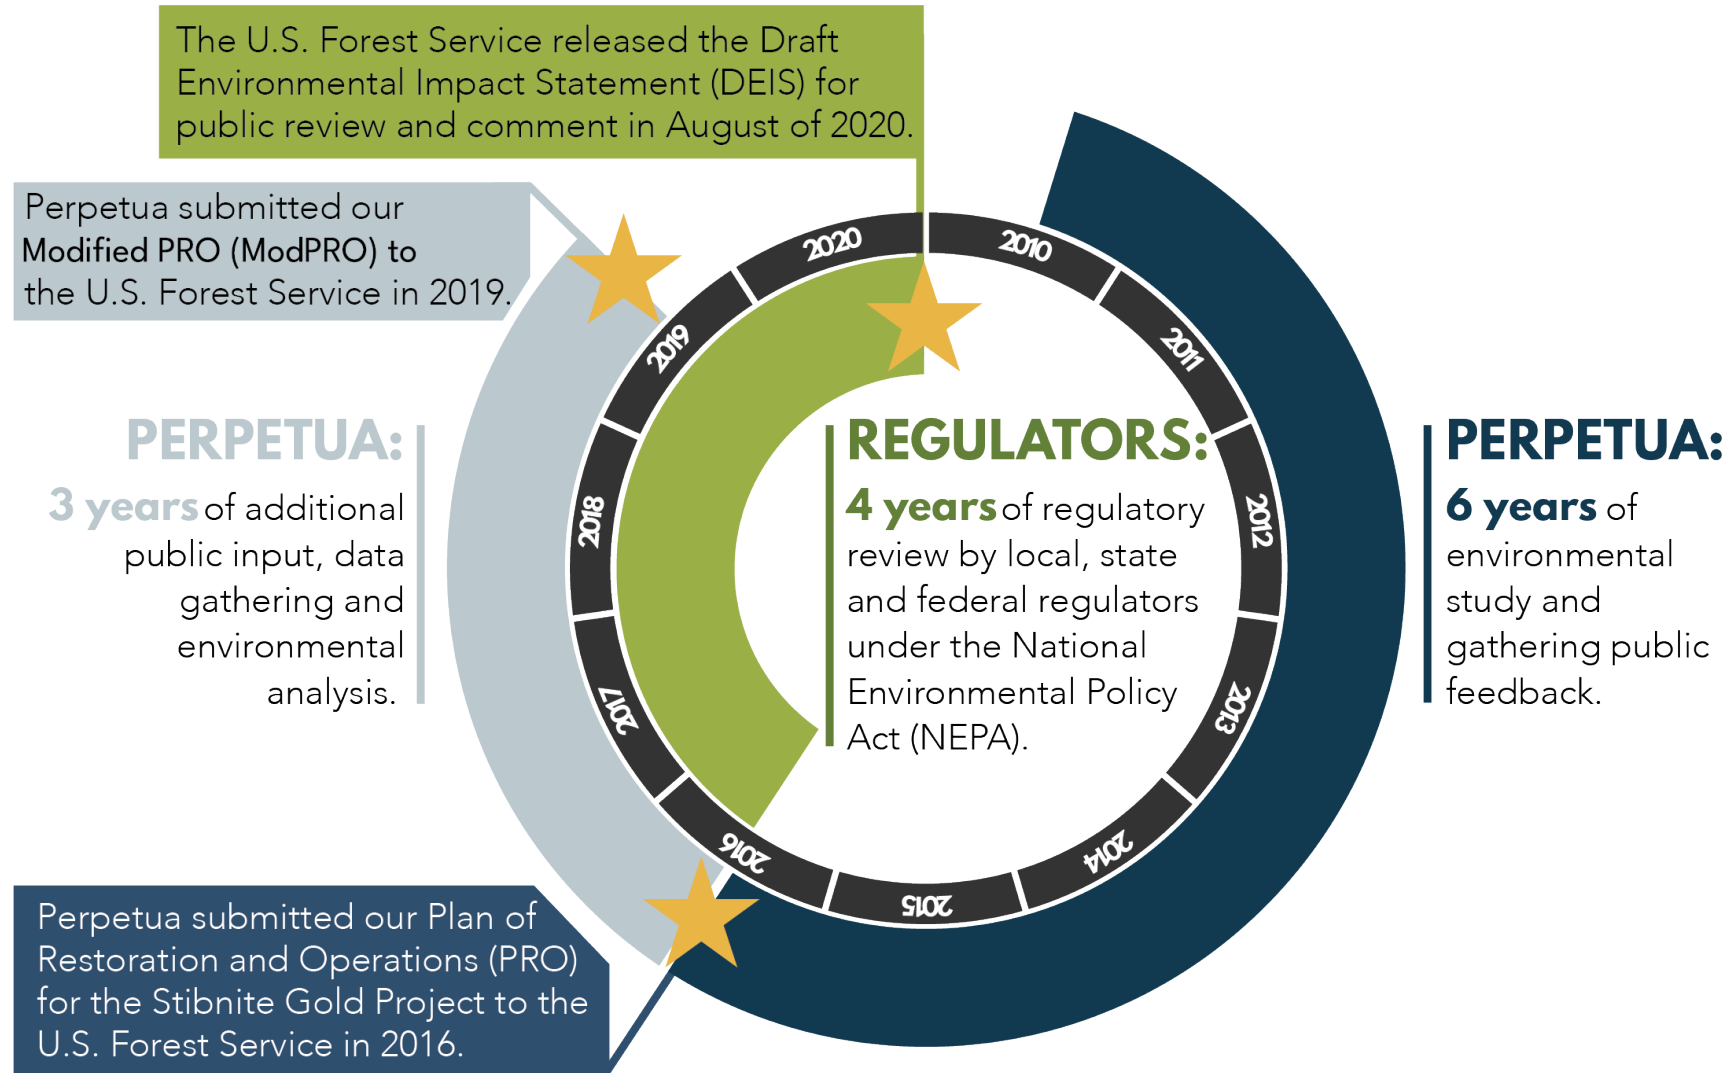 The U.S. Forest Service released the Draft
Environmental Impact Statement (DEIS) for
public review and comment in August of 2020.
Perpetua submitted our
Modified PRO (ModPRO) to
the U.S. Forest Service in 2019.
2010
2011
2012
2013
2014
2015
2016
2017
2018
2019
2020
PERPETUA:
3 years of additional
public input, data
gathering and
environmental
analysis.
REGULATORS:
4 years of regulatory
review by local, state
and federal regulators
under the National
Environmental Policy
Act (NEPA).
PERPETUA:
6 years of
environmental
study and
gathering public
feedback.
Perpetua submitted our Plan of
Restoration and Operations (PRO)
for the Stibnite Gold Project to the
U.S. Forest Service in 2016.